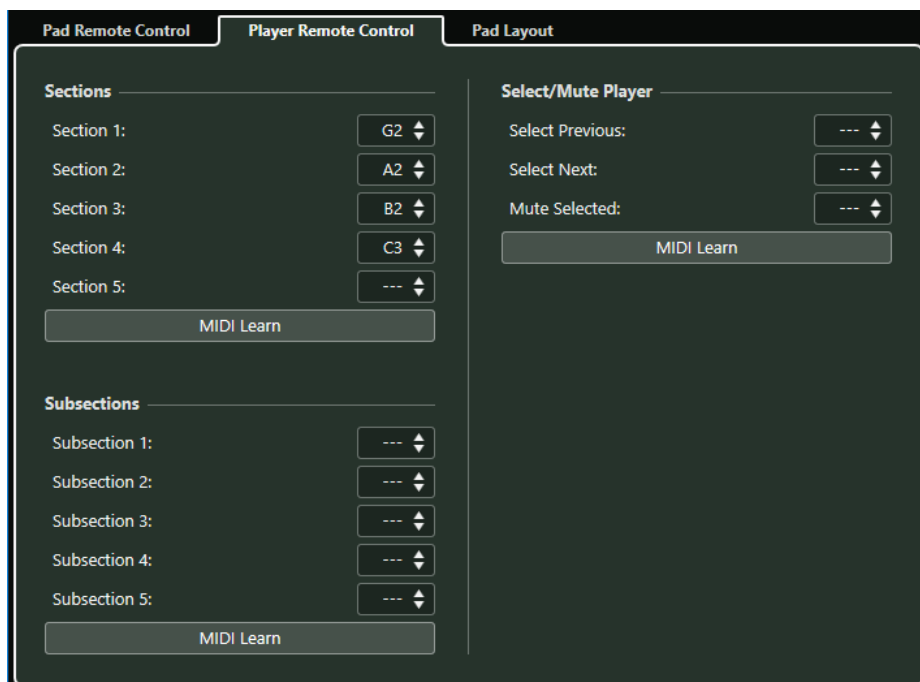 Pad Remote Control
Player Remote Control
Pad Layout
Sections
Section 1: G2
Section 2: A2
Section 3: B2
Section 4: C3
Section 5: ---
MIDI Learn
Subsections
Subsection 1: ---
Subsection 2: ---
Subsection 3: ---
Subsection 4: ---
Subsection 5: ---
MIDI Learn
Select/Mute Player
Select Previous: ---
Select Next: ---
Mute Selected: ---
MIDI Learn